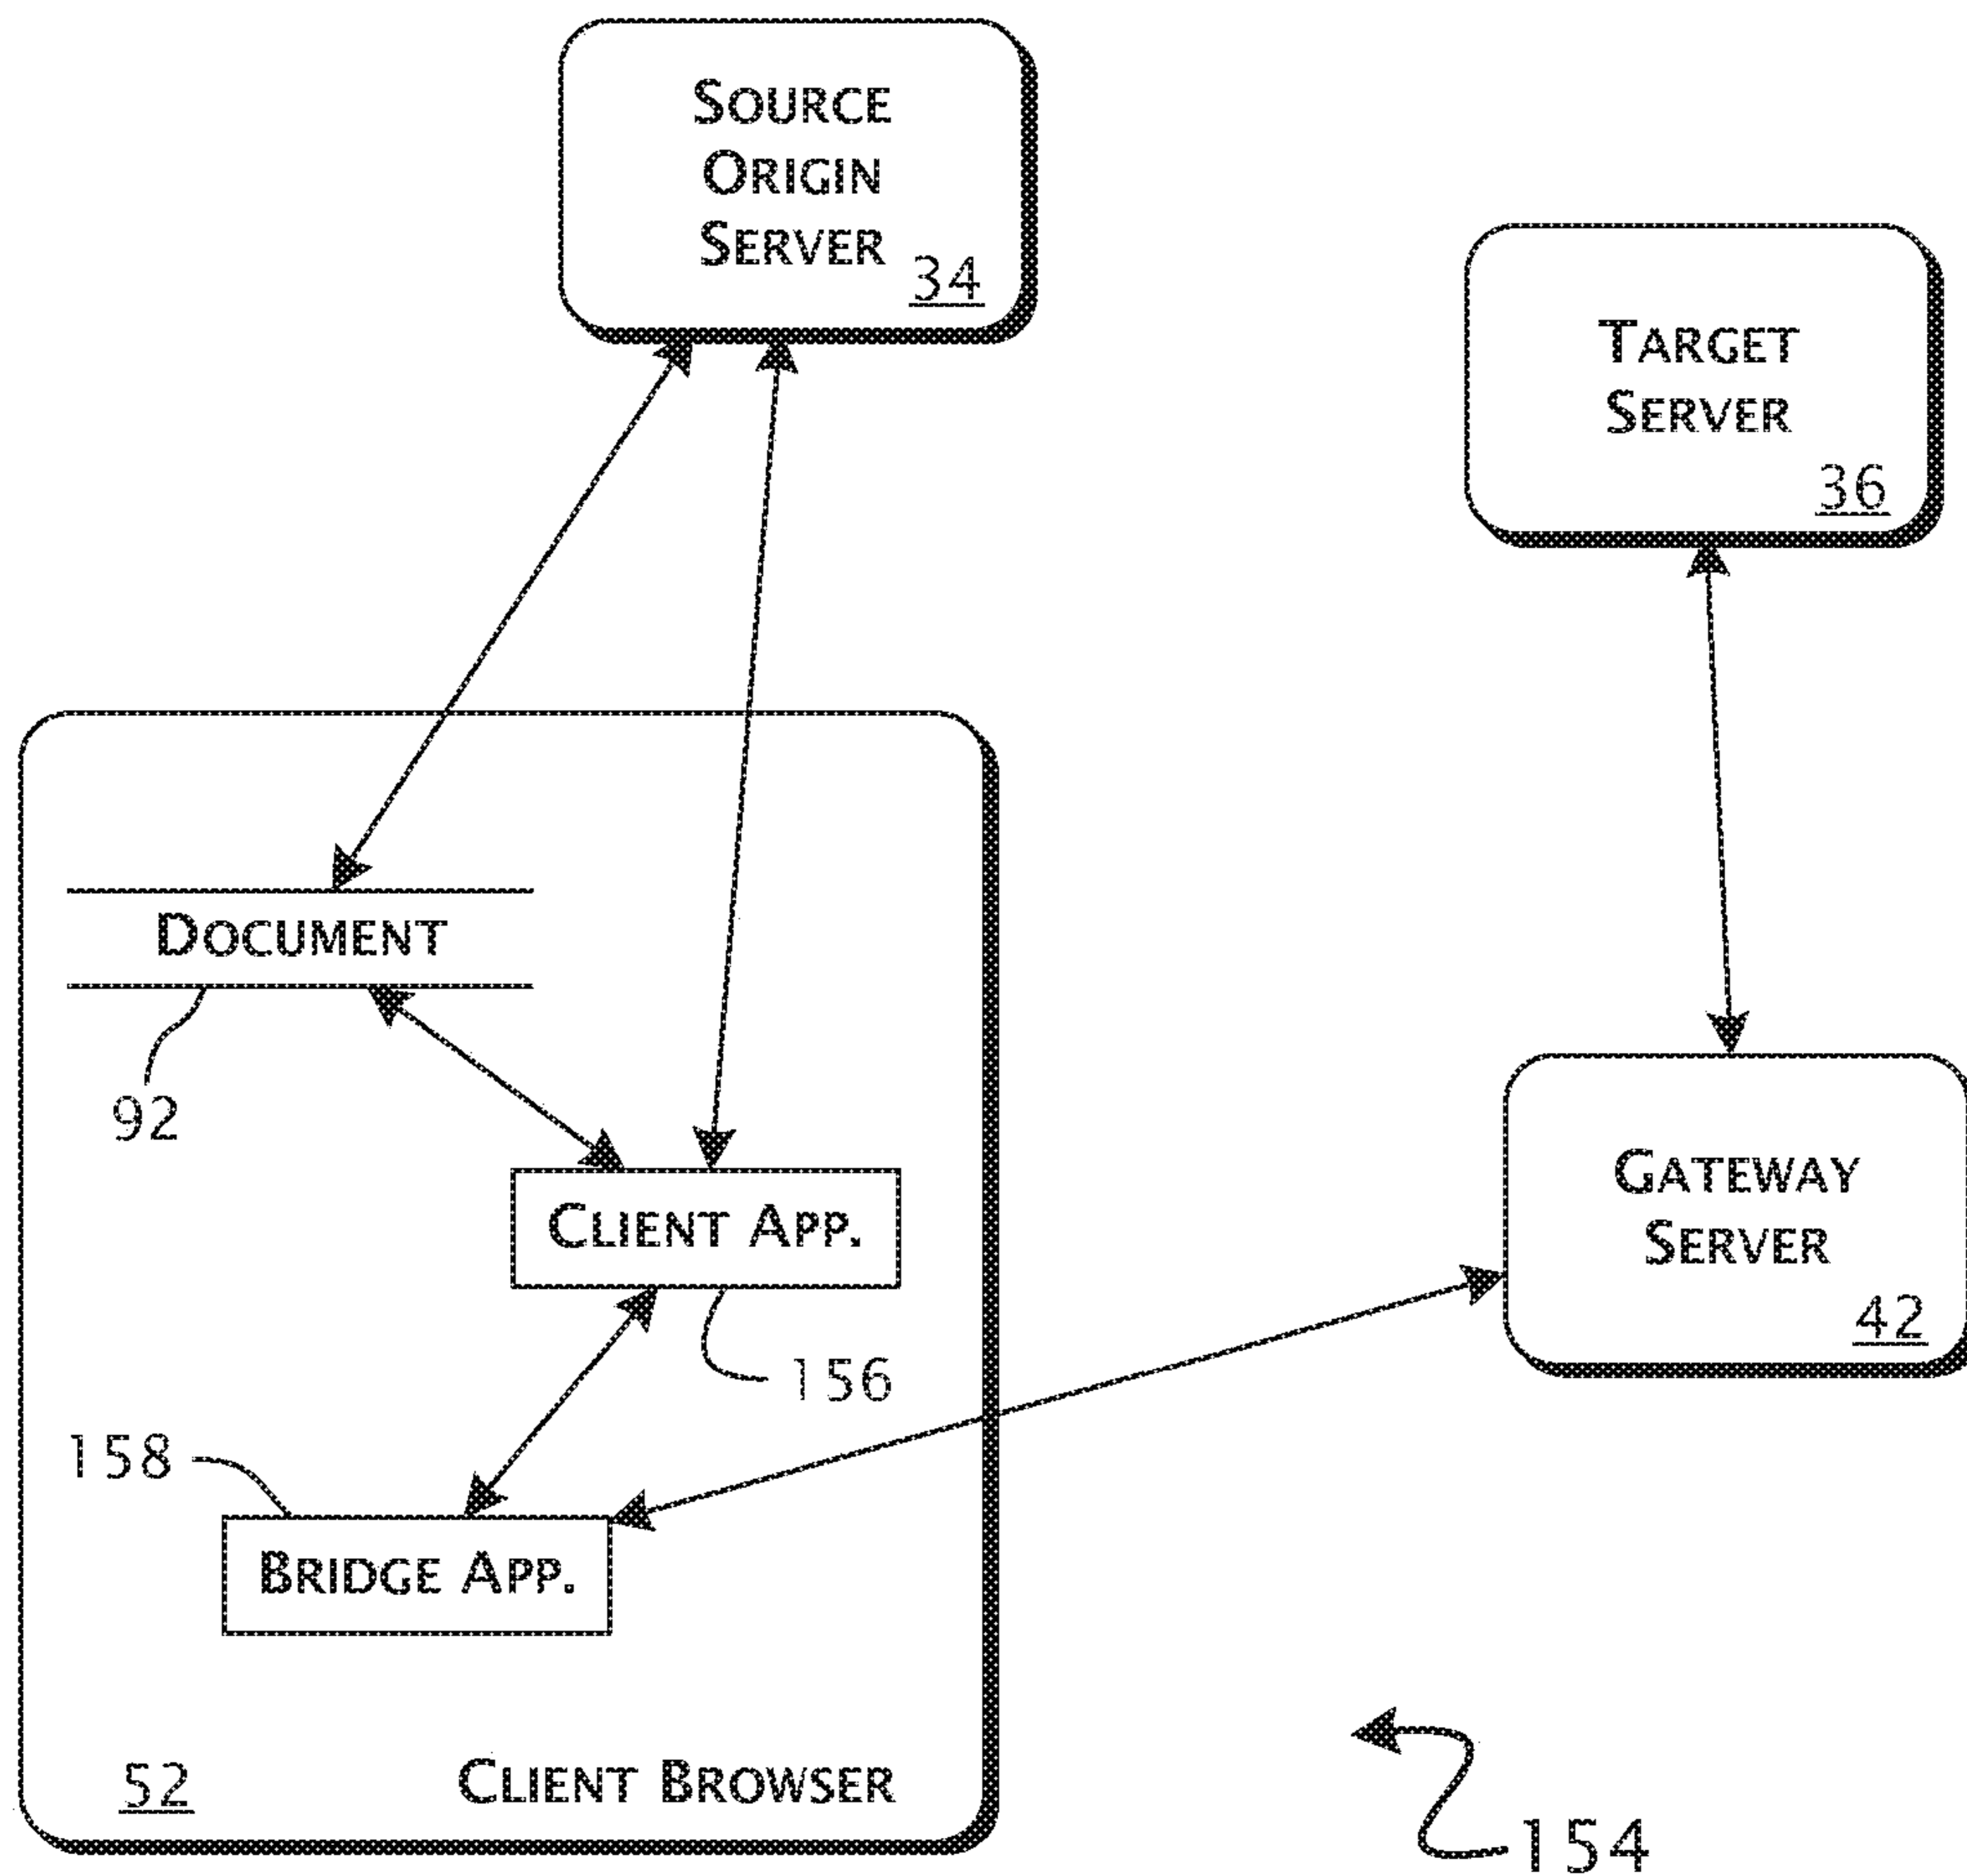 SOURCE
ORIGIN
SERVER
34
TARGET
SERVER
36
DOCUMENT
92
CLIENT APP.
156
GATEWAY
SERVER
42
158
BRIDGE APP.
52
CLIENT BROWSER
154